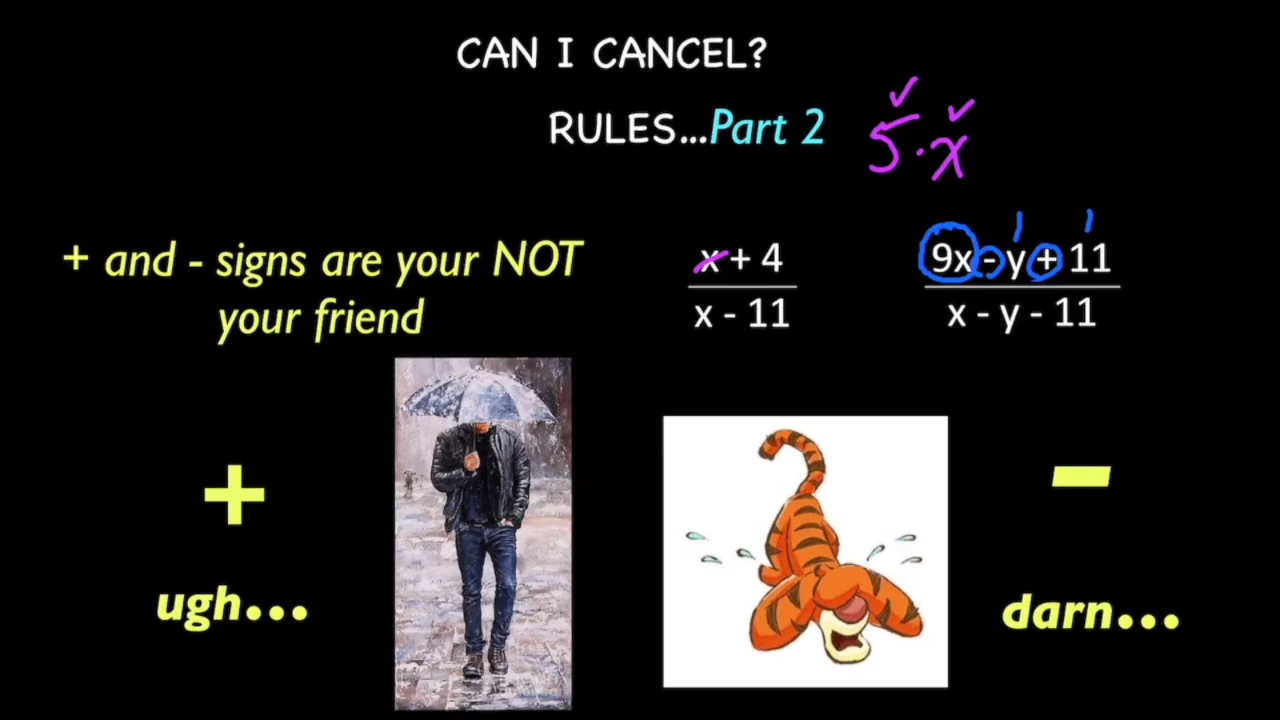 CAN I CANCEL?
RULES...Part 2
5·x
+ and - signs are your NOT
your friend
x + 4
x - 11
9x - y + 11
x - y - 11
+
-
ugh...
darn...